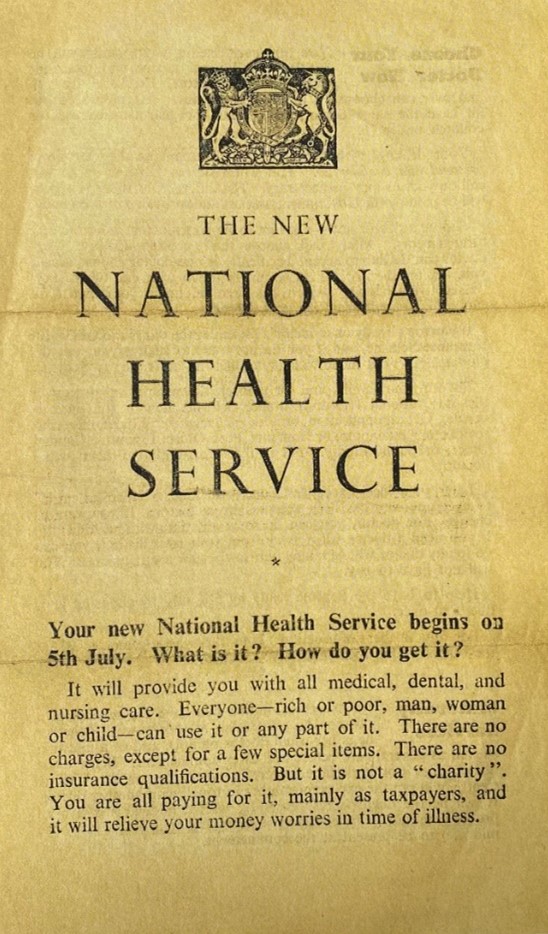 THE NEW
NATIONAL
HEALTH
SERVICE
*
Your new National Health Service begins on
5th July. What is it? How do you get it?
It will provide you with all medical, dental, and
nursing care. Everyone—rich or poor, man, woman
or child—can use it or any part of it. There are no
charges, except for a few special items. There are no
insurance qualifications. But it is not a “charity”.
You are all paying for it, mainly as taxpayers, and
it will relieve your money worries in time of illness.